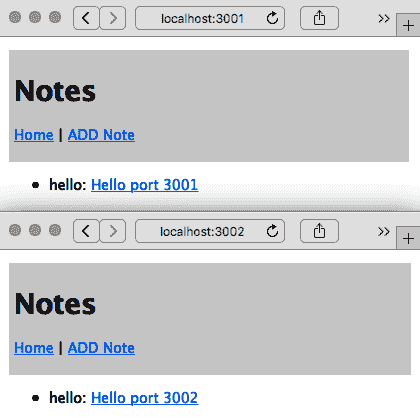 localhost:3001
Notes
Home | ADD Note
hello: Hello port 3001
localhost:3002
Notes
Home | ADD Note
hello: Hello port 3002